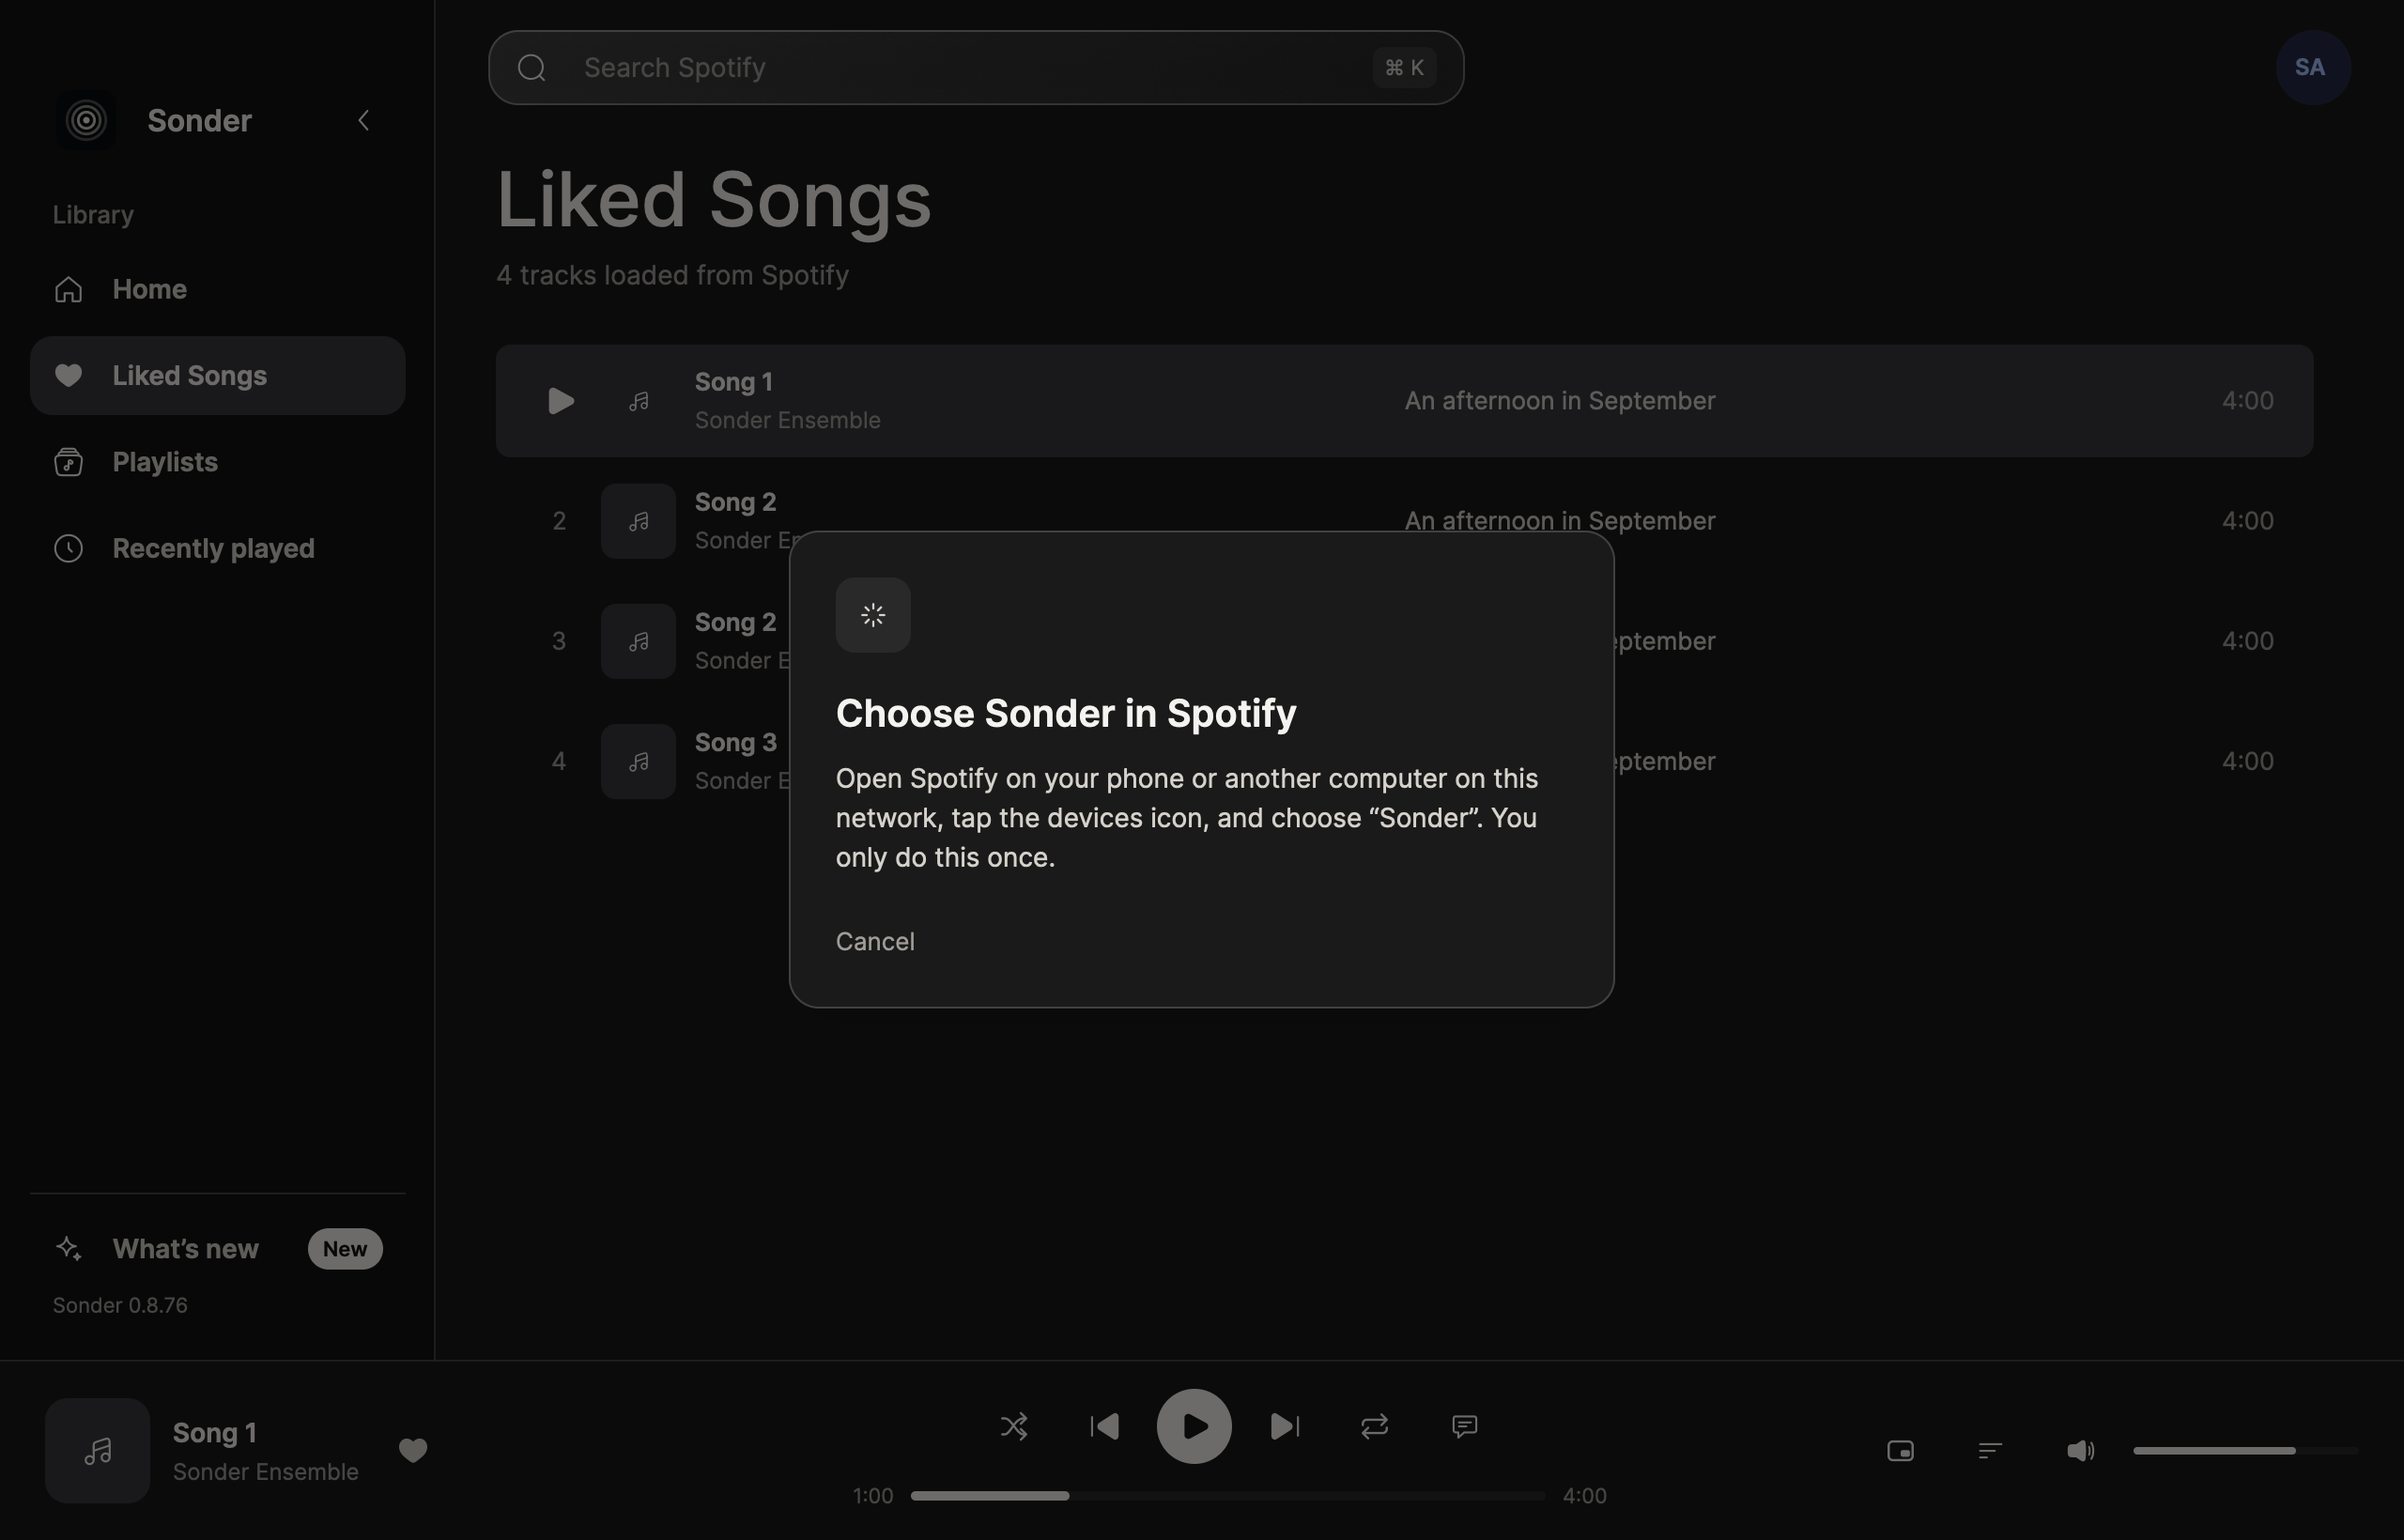 Search Spotify
⌘ K
SA
Sonder
Library
Home
Liked Songs
Playlists
Recently played
Liked Songs
4 tracks loaded from Spotify
Song 1
Sonder Ensemble
An afternoon in September
4:00
2
Song 2
Sonder
An afternoon in September
4:00
3
Song 2
Sonder E
eptember
4:00
4
Song 3
Sonder E
eptember
4:00
Choose Sonder in Spotify
Open Spotify on your phone or another computer on this
network, tap the devices icon, and choose “Sonder”. You
only do this once.
Cancel
What’s new
New
Sonder 0.8.76
Song 1
Sonder Ensemble
1:00
4:00